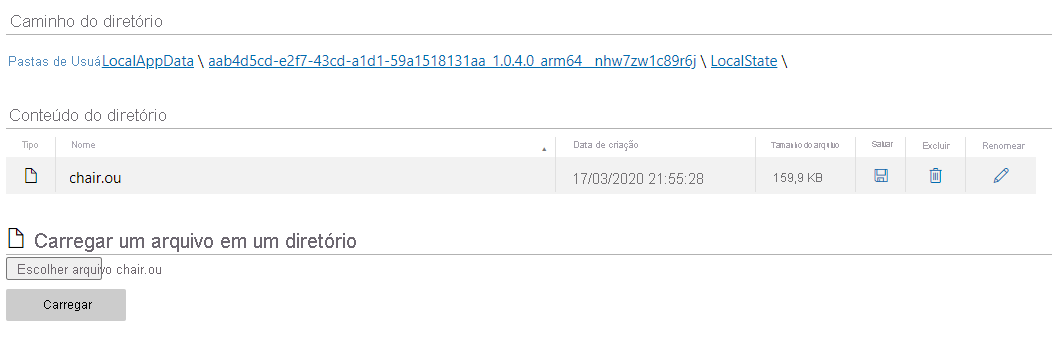 Caminho do diretório
Pastas de Usuá LocalAppData \ aab4d5cd-e2f7-43cd-a1d1-59a1518131aa_1.0.4.0_arm64__nhw7zw1c89r6j \ LocalState \
Conteúdo do diretório
Tipo Nome Data de criação Tamanho do arquivo Salvar Excluir Renomear
chair.ou 17/03/2020 21:55:28 159,9 KB
Carregar um arquivo em um diretório
Escolher arquivo chair.ou
Carregar